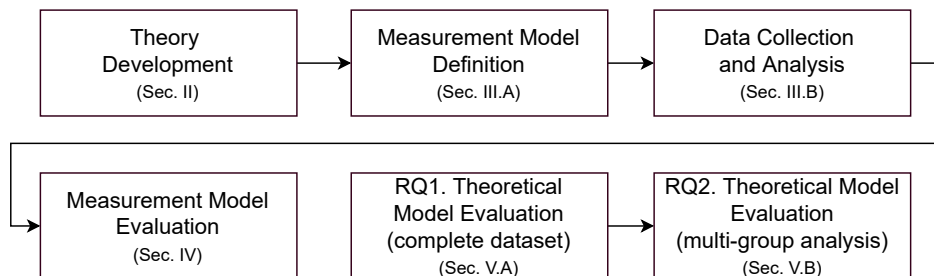 Theory
Development
(Sec. II)
Measurement Model
Definition
(Sec. III.A)
Data Collection
and Analysis
(Sec. III.B)
Measurement Model
Evaluation
(Sec. IV)
RQ1. Theoretical
Model Evaluation
(complete dataset)
(Sec. V.A)
RQ2. Theoretical Model
Evaluation
(multi-group analysis)
(Sec. V.B)